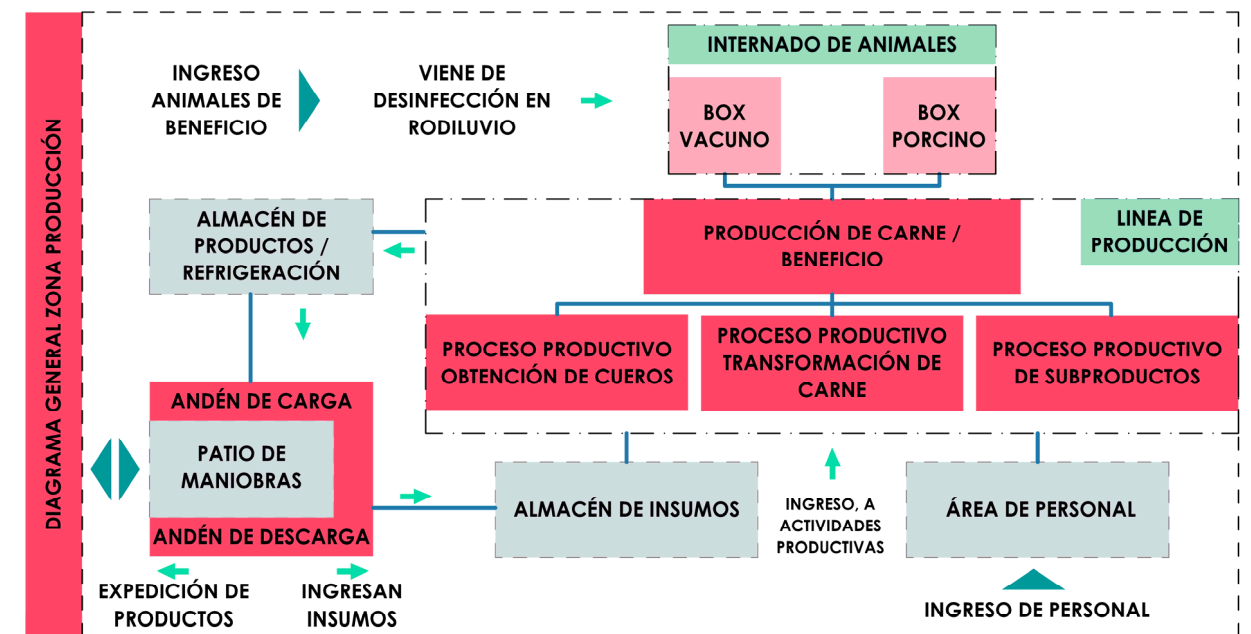 DIAGRAMA GENERAL ZONA PRODUCCIÓN
INGRESO
ANIMALES DE
BENEFICIO
VIENE DE
DESINFECCIÓN EN
RODILUVIO
INTERNADO DE ANIMALES
BOX
VACUNO
BOX
PORCINO
ALMACÉN DE
PRODUCTOS /
REFRIGERACIÓN
PRODUCCIÓN DE CARNE /
BENEFICIO
LINEA DE
PRODUCCIÓN
PROCESO PRODUCTIVO
OBTENCIÓN DE CUEROS
PROCESO PRODUCTIVO
TRANSFORMACIÓN DE
CARNE
PROCESO PRODUCTIVO
DE SUBPRODUCTOS
ANDÉN DE CARGA
PATIO DE
MANIOBRAS
ANDÉN DE DESCARGA
ALMACÉN DE INSUMOS
INGRESO, A
ACTIVIDADES
PRODUCTIVAS
ÁREA DE PERSONAL
EXPEDICIÓN DE
PRODUCTOS
INGRESAN
INSUMOS
INGRESO DE PERSONAL